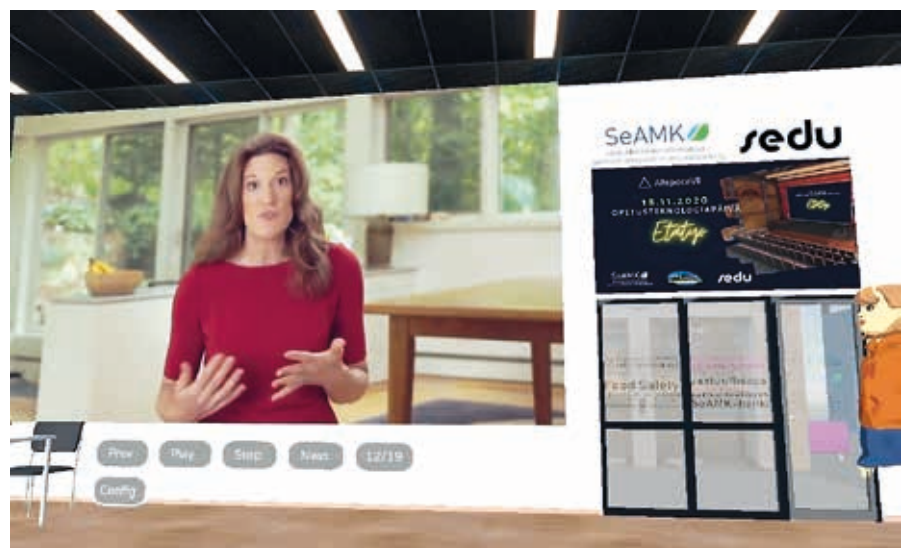 SeAMK
sedu
AltspaceVR
18.11.2020
OPETUSTEKNOLOGIAPÄIVÄ
Etätyö
SeAMK
sedu
Food Safety
SeAMK
Prev
Play
Stop
Next
12/19
Config